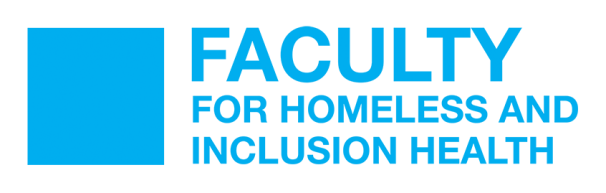 FACULTY
FOR HOMELESS AND
INCLUSION HEALTH